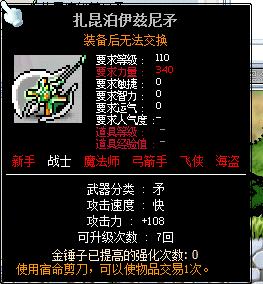 扎昆泊伊兹尼矛
装备后无法交换
要求等级： 110
要求力量： 340
要求敏捷： 0
要求智力： 0
要求运气： 0
要求人气度： -
道具等级： -
道具经验值： -
新手 战士 魔法师 弓箭手 飞侠 海盗
武器分类 ： 矛
攻击速度 ： 快
攻击力 ： +108
可升级次数 ： 7回
金锤子已提高的强化次数: 0
使用宿命剪刀，可以使物品交易1次。